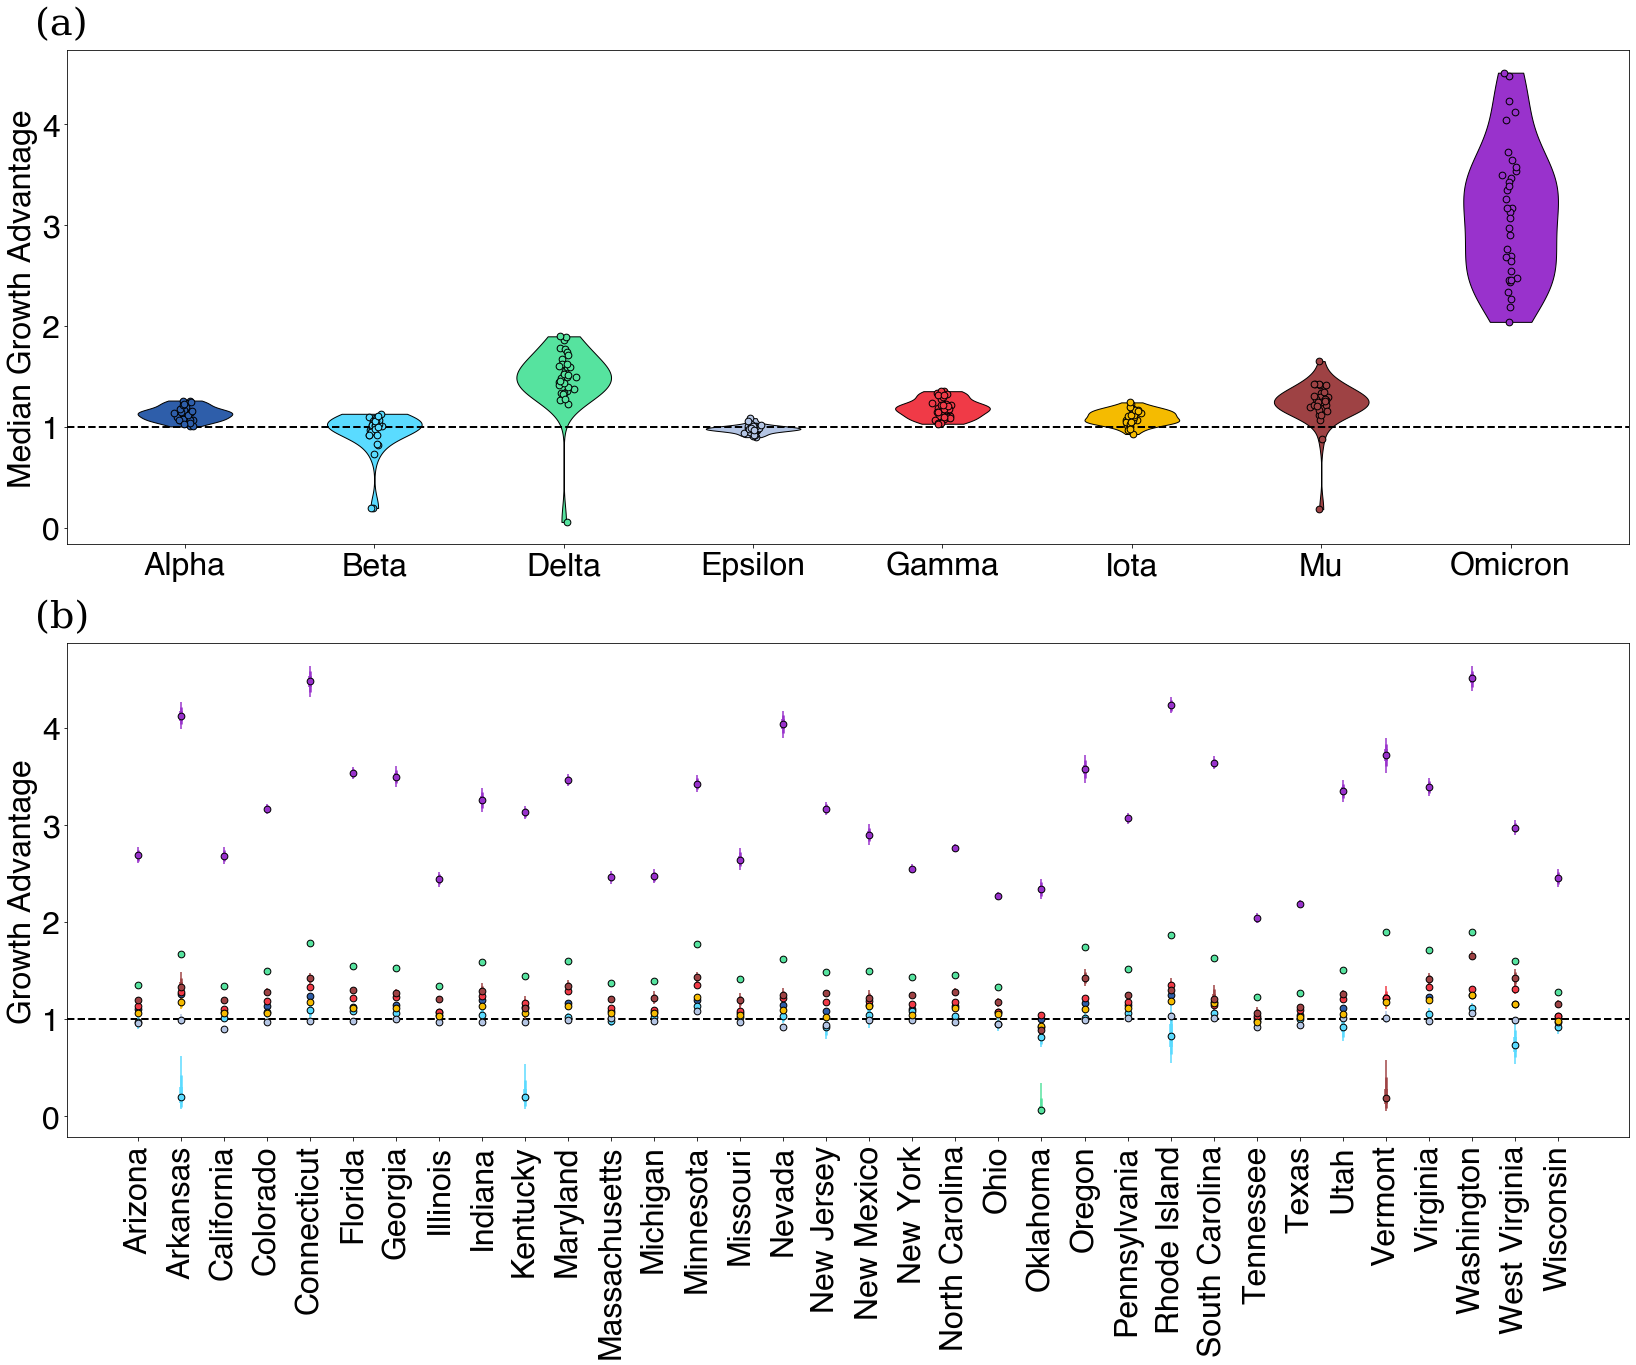 (a)
Median Growth Advantage
4
3
2
1
0
Alpha Beta Delta Epsilon Gamma Iota Mu Omicron
(b)
Growth Advantage
4
3
2
1
0
Arizona
Arkansas
California
Colorado
Connecticut
Florida
Georgia
Illinois
Indiana
Kentucky
Maryland
Massachusetts
Michigan
Minnesota
Missouri
Nevada
New Jersey
New Mexico
New York
North Carolina
Ohio
Oklahoma
Oregon
Pennsylvania
Rhode Island
South Carolina
Tennessee
Texas
Utah
Vermont
Virginia
Washington
West Virginia
Wisconsin